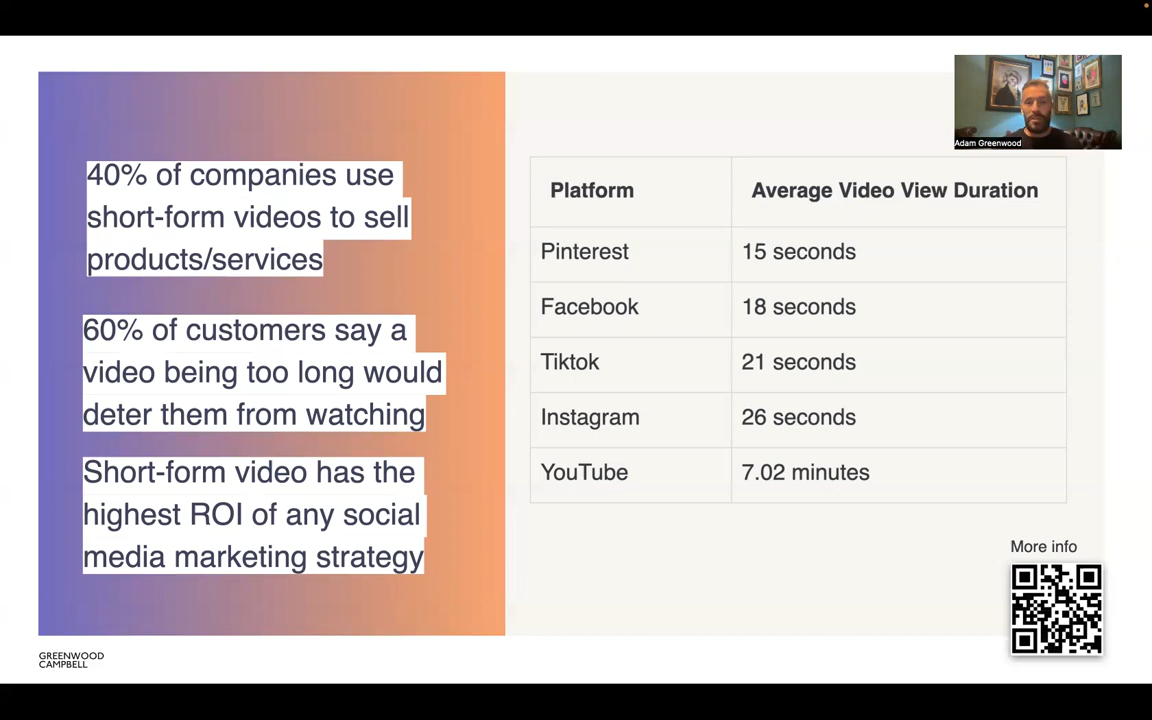 40% of companies use
short-form videos to sell
products/services
60% of customers say a
video being too long would
deter them from watching
Short-form video has the
highest ROI of any social
media marketing strategy
Adam Greenwood
Platform Average Video View Duration
Pinterest 15 seconds
Facebook 18 seconds
Tiktok 21 seconds
Instagram 26 seconds
YouTube 7.02 minutes
More info
GREENWOOD
CAMPBELL